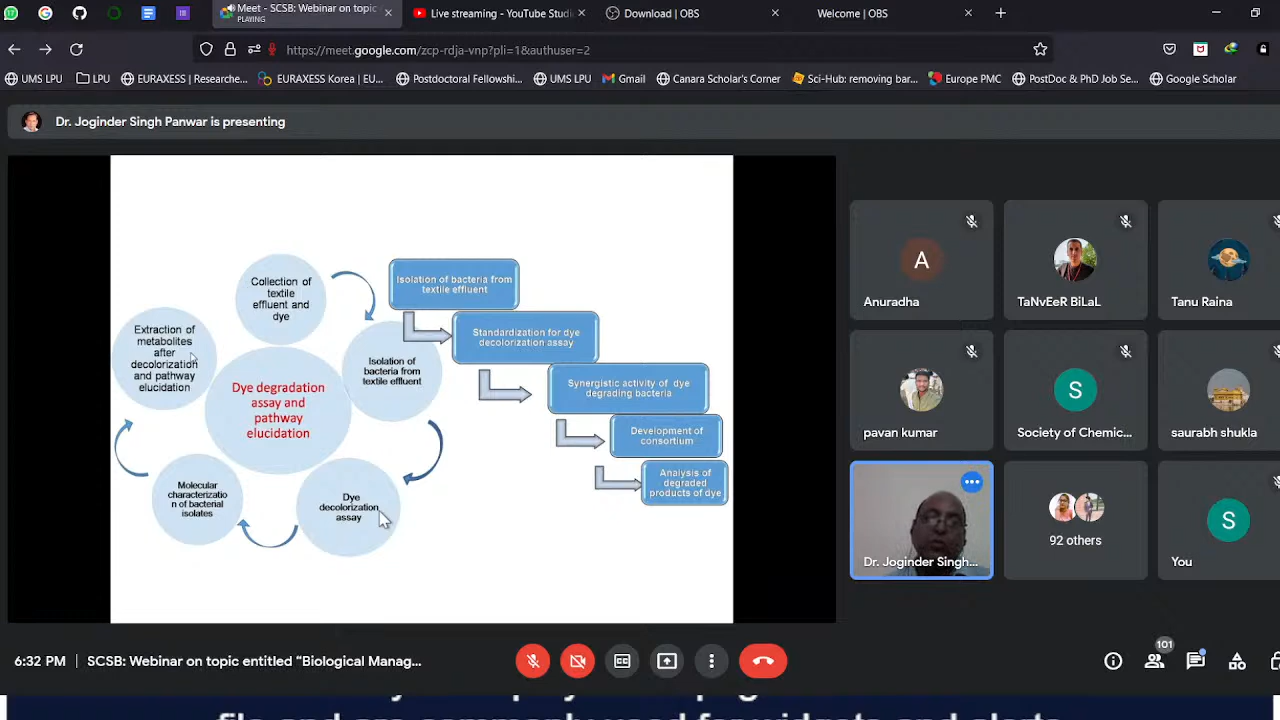 Meet - SCSB: Webinar on topic
PLAYING
Live streaming - YouTube Studi
Download | OBS
Welcome | OBS
https://meet.google.com/zcp-rdja-vnp?pli=1&authuser=2
UMS LPU
LPU
EURAXESS | Researche...
EURAXESS Korea | EU...
Postdoctoral Fellowshi...
UMS LPU
Gmail
Canara Scholar's Corner
Sci-Hub: removing bar...
Europe PMC
PostDoc & PhD Job Se...
Google Scholar
Dr. Joginder Singh Panwar is presenting
Collection of
textile
effluent and
dye
Isolation of
bacteria from
textile effluent
Dye
decolorization
assay
Molecular
characterizatio
n of bacterial
isolates
Extraction of
metabolites
after
decolorization
and pathway
elucidation
Dye degradation
assay and
pathway
elucidation
Isolation of bacteria from
textile effluent
Standardization for dye
decolorization assay
Synergistic activity of dye
degrading bacteria
Development of
consortium
Analysis of
degraded
products of dye
A
Anuradha
TaNvEeR BiLaL
Tanu Raina
pavan kumar
S
Society of Chemic...
saurabh shukla
Dr. Joginder Singh...
92 others
S
You
6:32 PM
SCSB: Webinar on topic entitled “Biological Manag...
CC
101